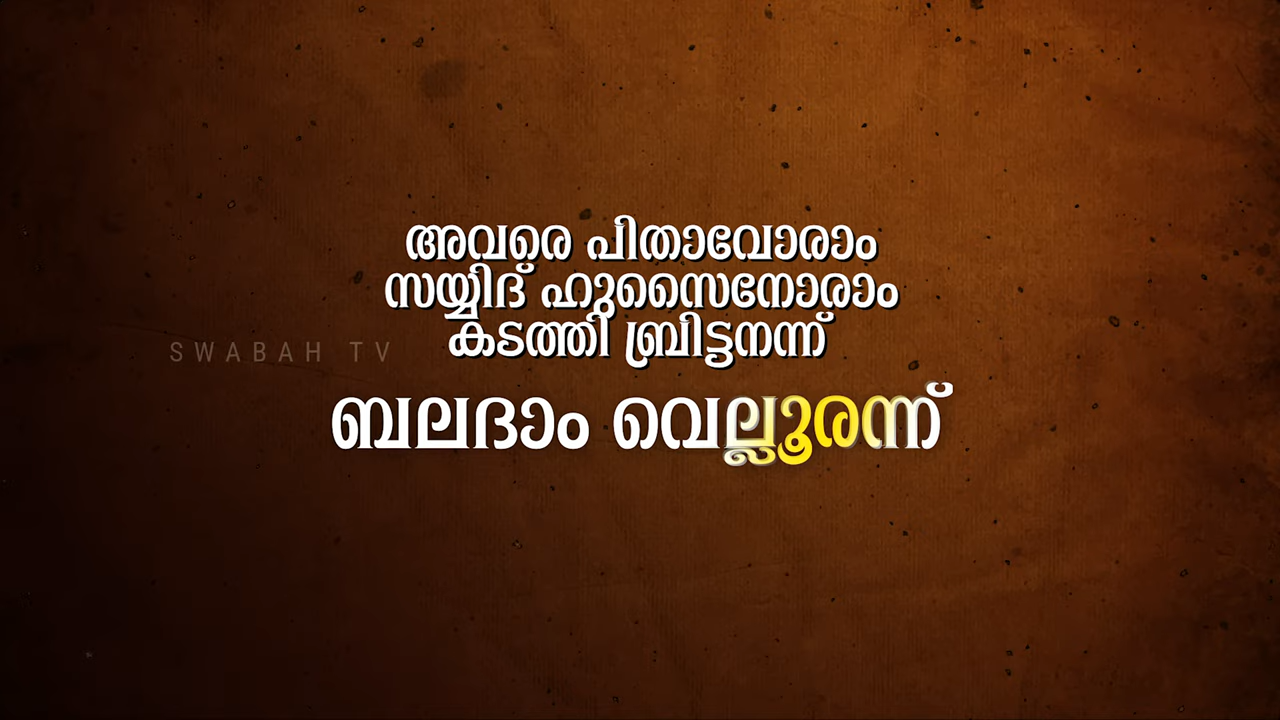 അവരെ പിതാവോരാം
സയ്യിദ് ഹുസൈനോരാം
കടത്തി ബ്രിട്ടനന്ന്
SWABAH TV
ബലദാം വെല്ലൂരന്ന്